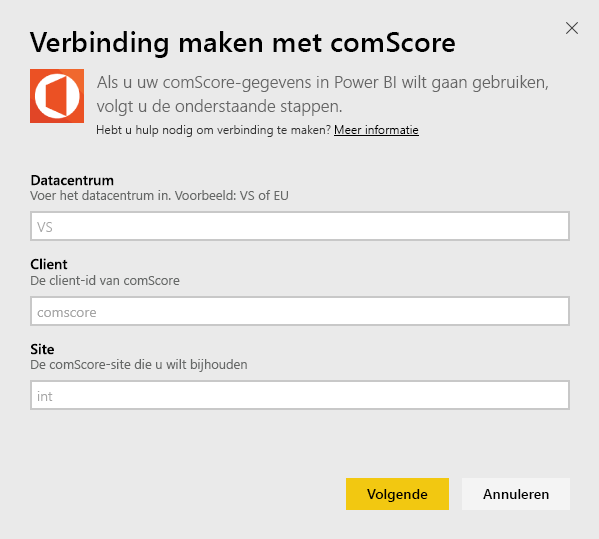 Verbinding maken met comScore
Als u uw comScore-gegevens in Power BI wilt gaan gebruiken,
volgt u de onderstaande stappen.
Hebt u hulp nodig om verbinding te maken? Meer informatie
Datacentrum
Voer het datacentrum in. Voorbeeld: VS of EU
VS
Client
De client-id van comScore
comscore
Site
De comScore-site die u wilt bijhouden
int
Volgende Annuleren